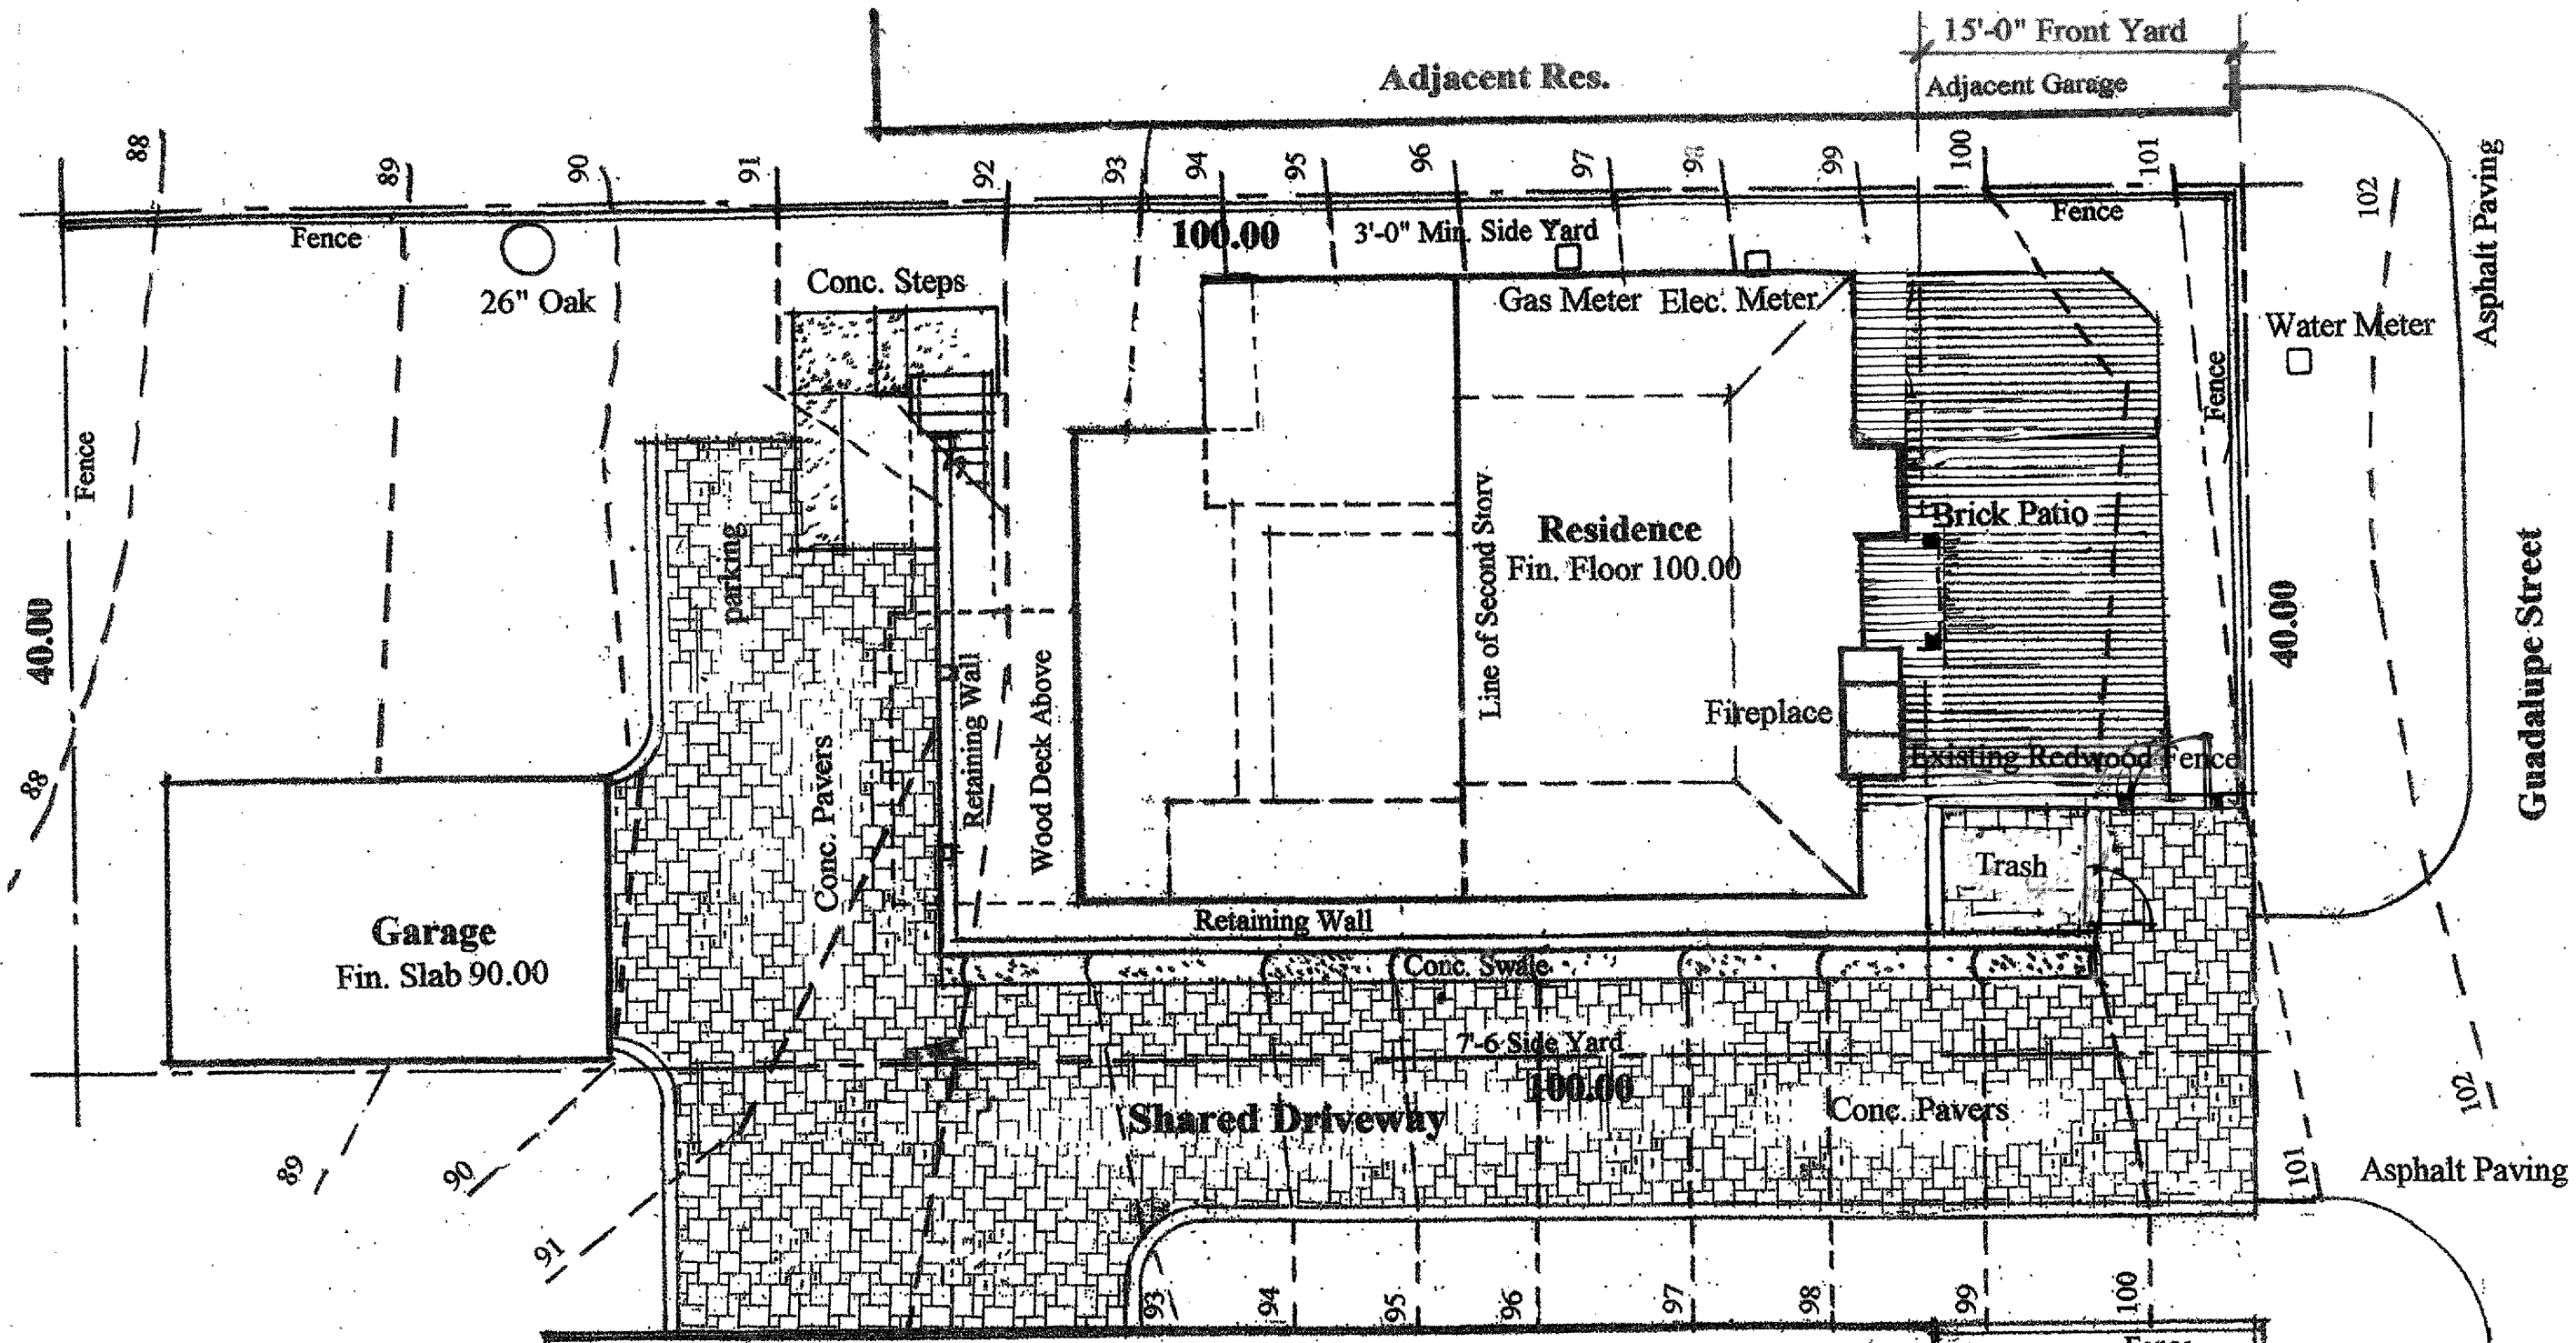 15'-0" Front Yard
Adjacent Res.
Adjacent Garage
88
89
90
91
92
93
94
95
96
97
98
99
100
101
102
Asphalt Paving
Fence
26" Oak
Conc. Steps
100.00
3'-0" Min. Side Yard
Fence
Gas Meter
Elec. Meter
Water Meter
Fence
Fence
parking
Line of Second Story
Residence
Fin. Floor 100.00
Brick Patio
40.00
40.00
Guadalupe Street
Retaining Wall
Wood Deck Above
Conc. Pavers
Fireplace
Existing Redwood Fence
88
Trash
Garage
Fin. Slab 90.00
Retaining Wall
Conc. Swale
7'-6 Side Yard
100.00
Shared Driveway
Conc. Pavers
102
101
Asphalt Paving
89
90
91
93
94
95
96
97
98
99
100